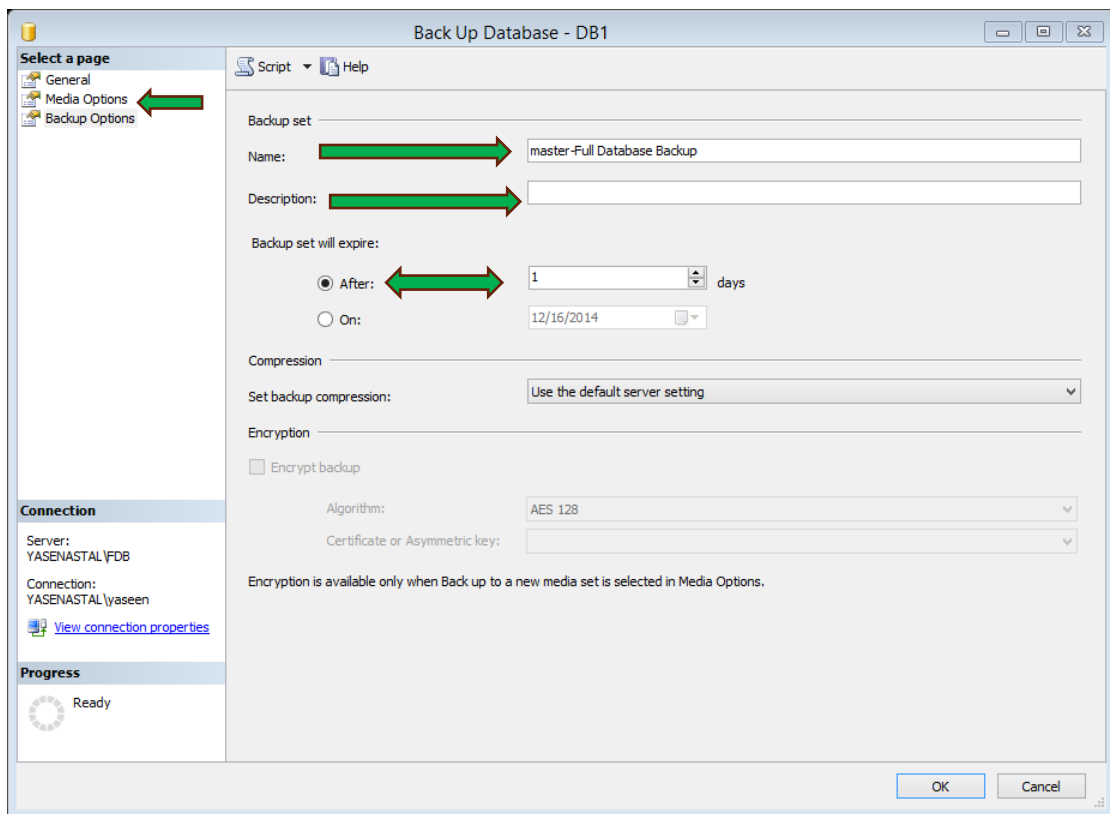 Back Up Database - DB1
Select a page
General
Media Options
Backup Options
Script Help
Backup set
Name: master-Full Database Backup
Description:
Backup set will expire:
After: 1 days
On: 12/16/2014
Compression
Set backup compression: Use the default server setting
Encryption
Encrypt backup
Algorithm: AES 128
Certificate or Asymmetric key:
Encryption is available only when Back up to a new media set is selected in Media Options.
Connection
Server:
YASENASTAL\FDB
Connection:
YASENASTAL\yaseen
View connection properties
Progress
Ready
OK Cancel